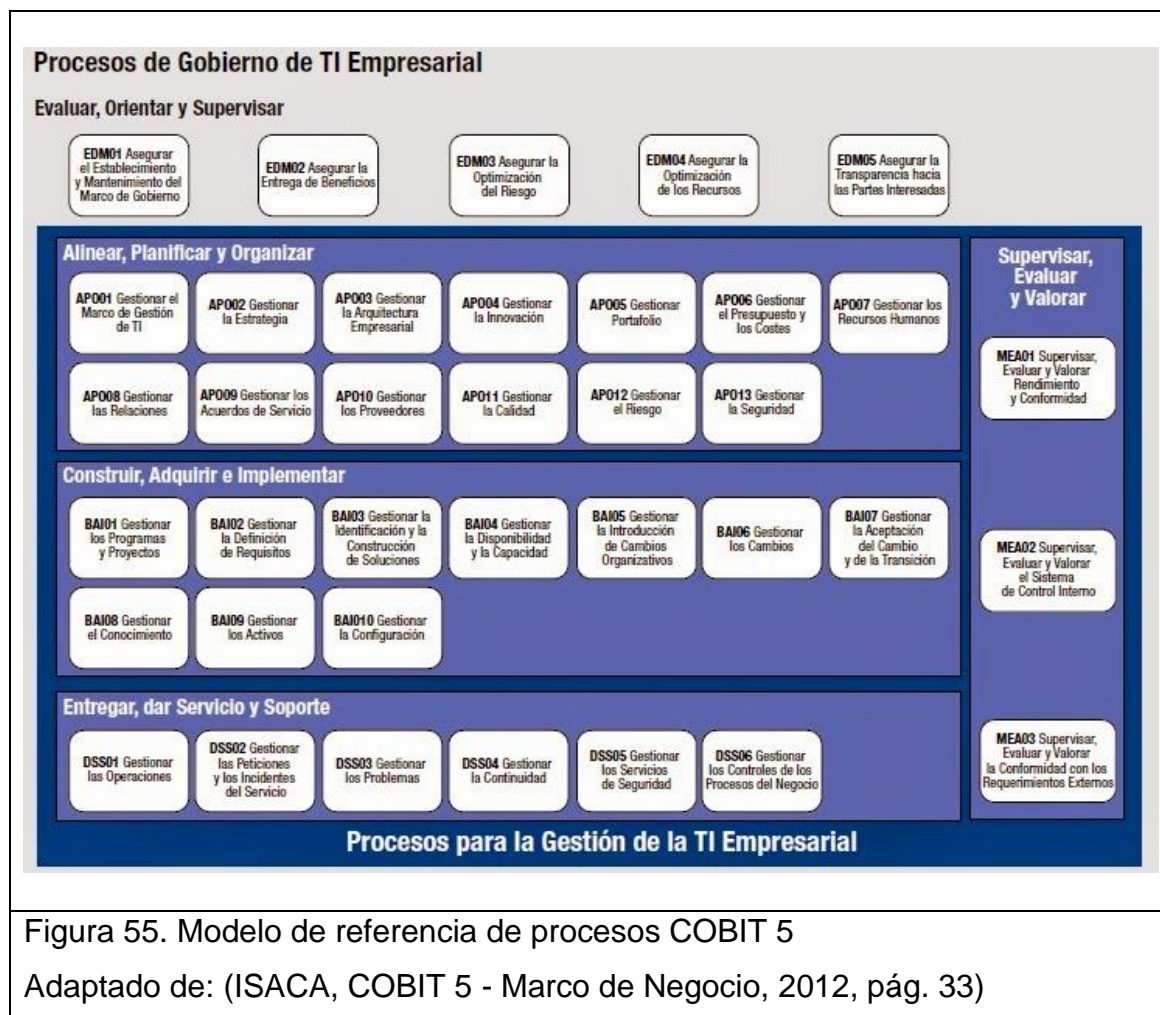 Procesos de Gobierno de TI Empresarial
Evaluar, Orientar y Supervisar
EDM01 Asegurar
el Establecimiento
y Mantenimiento del
Marco de Gobierno
EDM02 Asegurar la
Entrega de Beneficios
EDM03 Asegurar la
Optimización
del Riesgo
EDM04 Asegurar la
Optimización
de los Recursos
EDM05 Asegurar la
Transparencia hacia
las Partes Interesadas
Alinear, Planificar y Organizar
APO01 Gestionar el
Marco de Gestión
de TI
APO02 Gestionar
la Estrategia
APO03 Gestionar
la Arquitectura
Empresarial
APO04 Gestionar
la Innovación
APO05 Gestionar
Portafolio
APO06 Gestionar
el Presupuesto y
los Costes
APO07 Gestionar los
Recursos Humanos
APO08 Gestionar
las Relaciones
APO09 Gestionar los
Acuerdos de Servicio
APO10 Gestionar
los Proveedores
APO11 Gestionar
la Calidad
APO12 Gestionar
el Riesgo
APO13 Gestionar
la Seguridad
Construir, Adquirir e Implementar
BAI01 Gestionar
los Programas
y Proyectos
BAI02 Gestionar
la Definición
de Requisitos
BAI03 Gestionar la
Identificación y la
Construcción
de Soluciones
BAI04 Gestionar
la Disponibilidad
y la Capacidad
BAI05 Gestionar
la Introducción
de Cambios
Organizativos
BAI06 Gestionar
los Cambios
BAI07 Gestionar
la Aceptación
del Cambio
y de la Transición
BAI08 Gestionar
el Conocimiento
BAI09 Gestionar
los Activos
BAI010 Gestionar
la Configuración
Entregar, dar Servicio y Soporte
DSS01 Gestionar
las Operaciones
DSS02 Gestionar
las Peticiones
y los Incidentes
del Servicio
DSS03 Gestionar
los Problemas
DSS04 Gestionar
la Continuidad
DSS05 Gestionar
los Servicios
de Seguridad
DSS06 Gestionar
los Controles de los
Procesos del Negocio
Supervisar,
Evaluar
y Valorar
MEA01 Supervisar,
Evaluar y Valorar
Rendimiento
y Conformidad
MEA02 Supervisar,
Evaluar y Valorar
el Sistema
de Control Interno
MEA03 Supervisar,
Evaluar y Valorar
la Conformidad con los
Requerimientos Externos
Procesos para la Gestión de la TI Empresarial
Figura 55. Modelo de referencia de procesos COBIT 5
Adaptado de: (ISACA, COBIT 5 - Marco de Negocio, 2012, pág. 33)